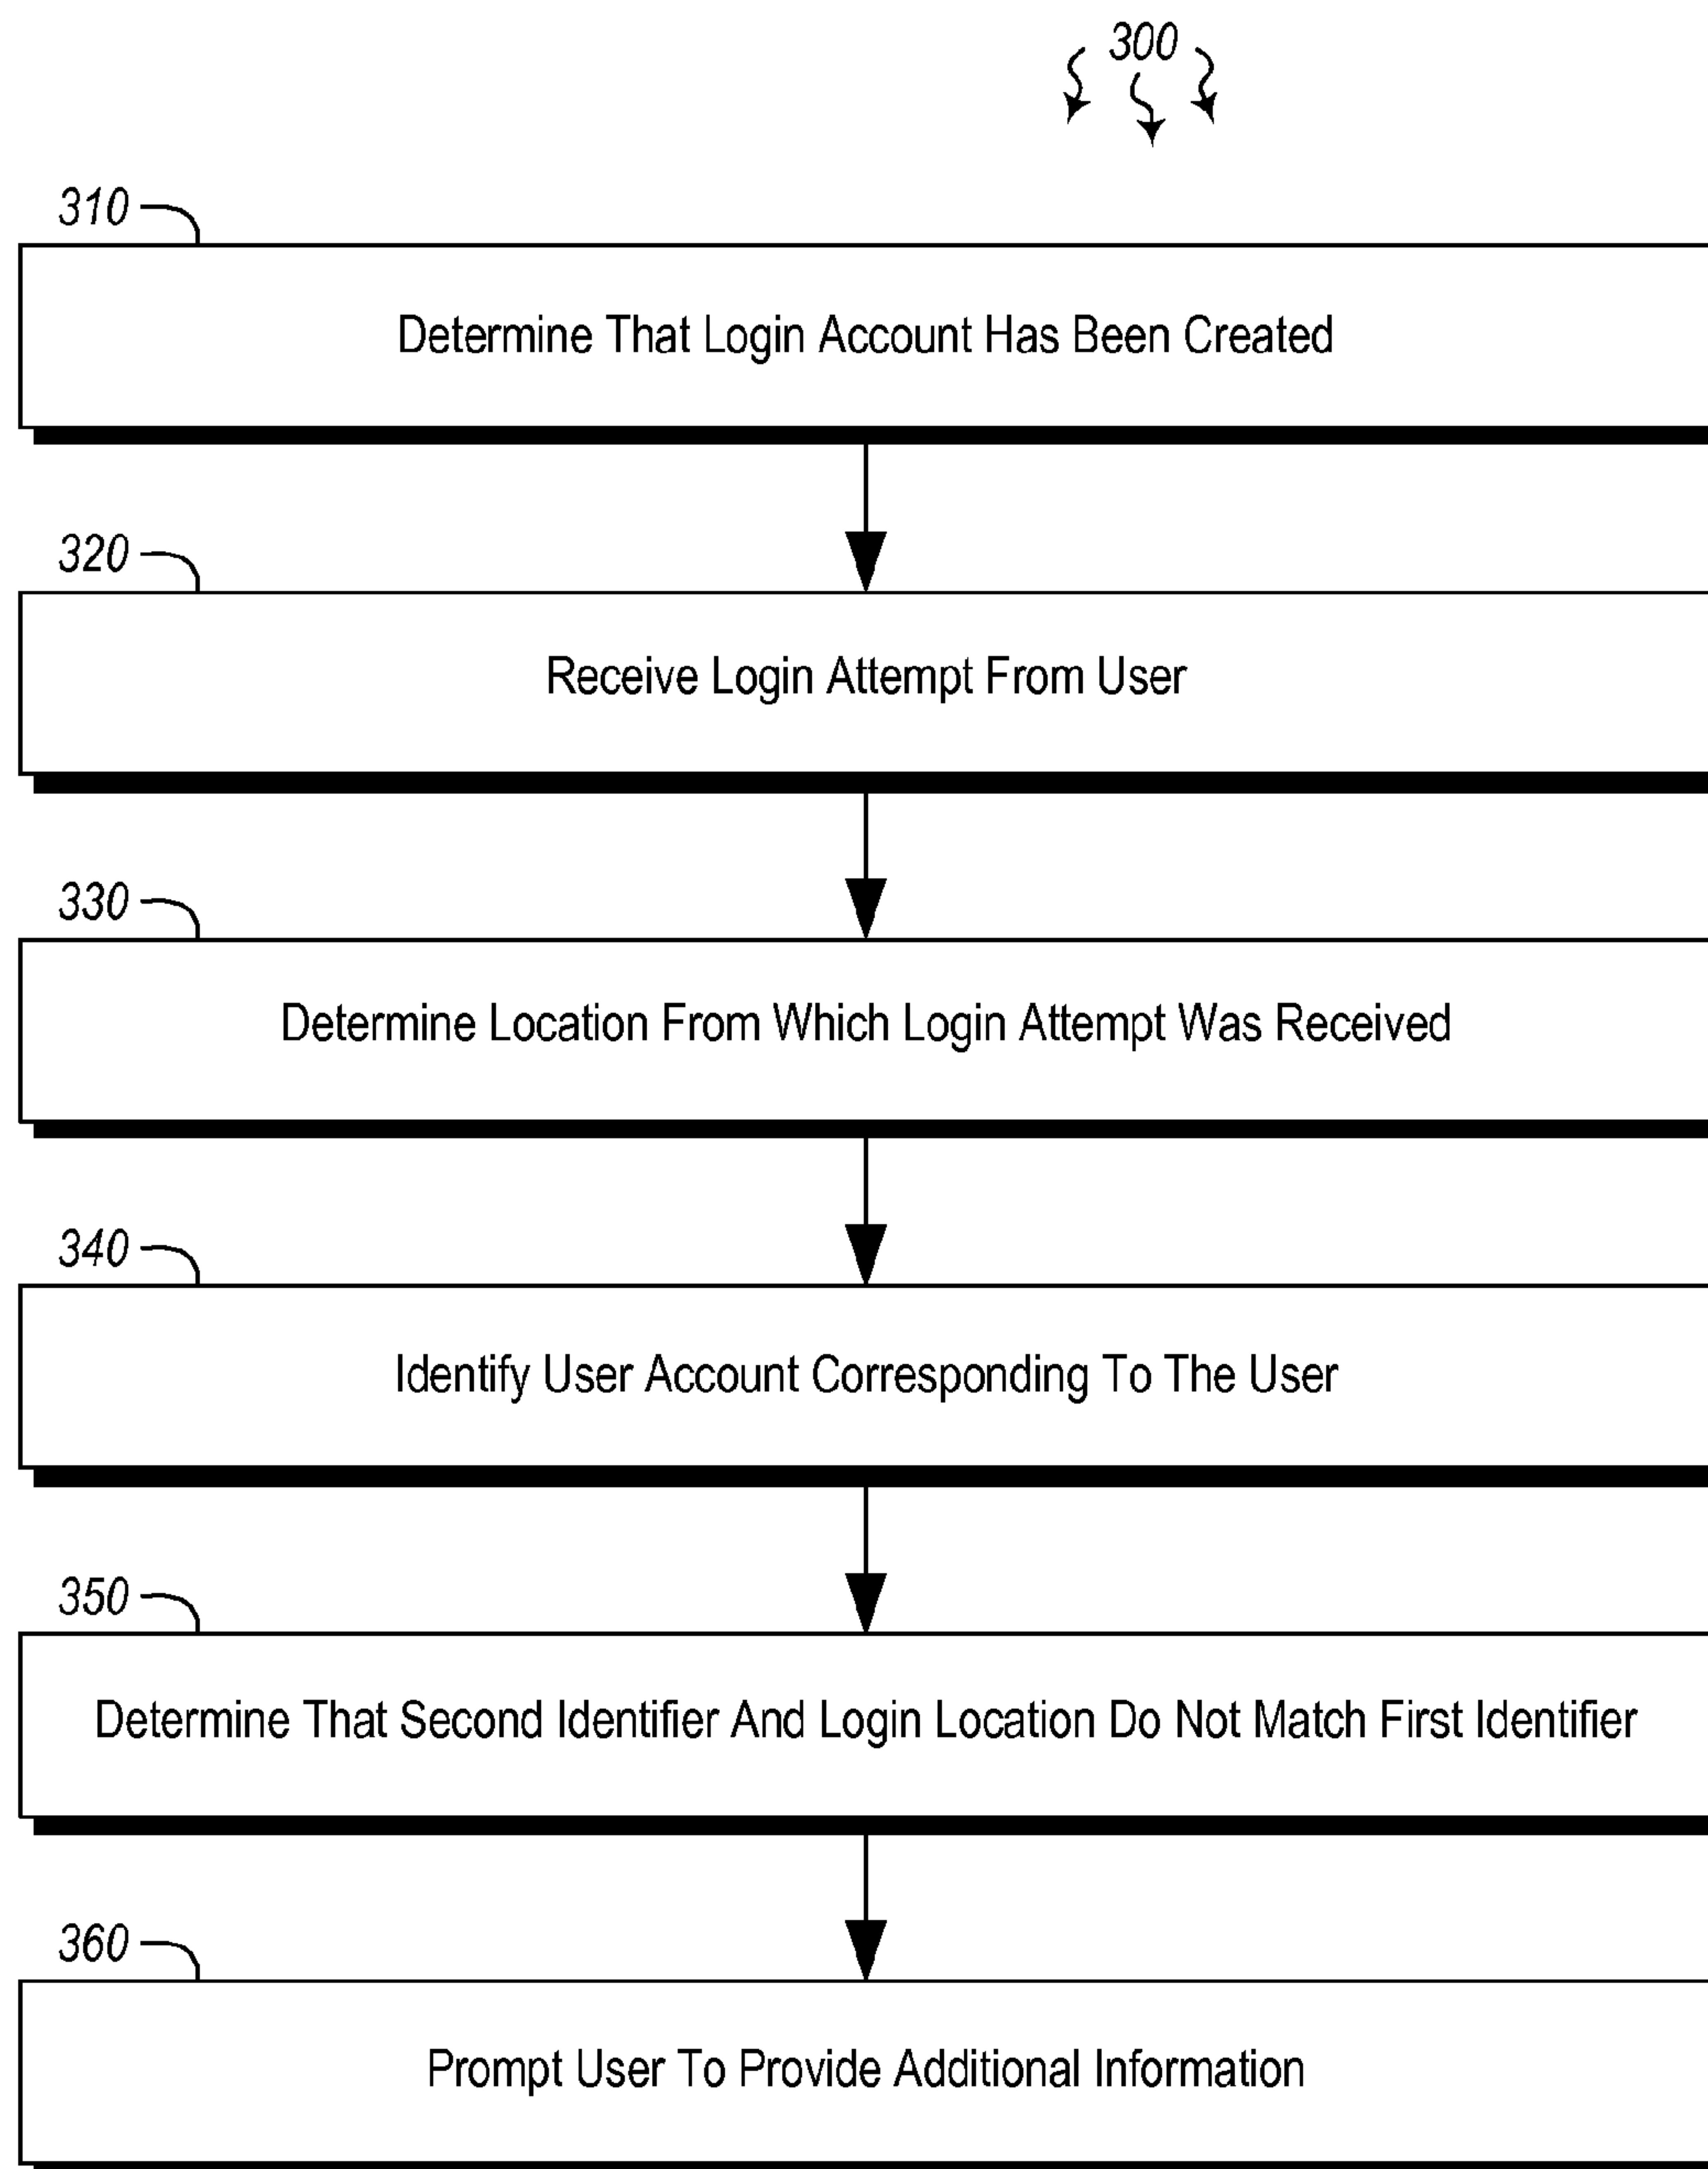 300
310
Determine That Login Account Has Been Created
320
Receive Login Attempt From User
330
Determine Location From Which Login Attempt Was Received
340
Identify User Account Corresponding To The User
350
Determine That Second Identifier And Login Location Do Not Match First Identifier
360
Prompt User To Provide Additional Information